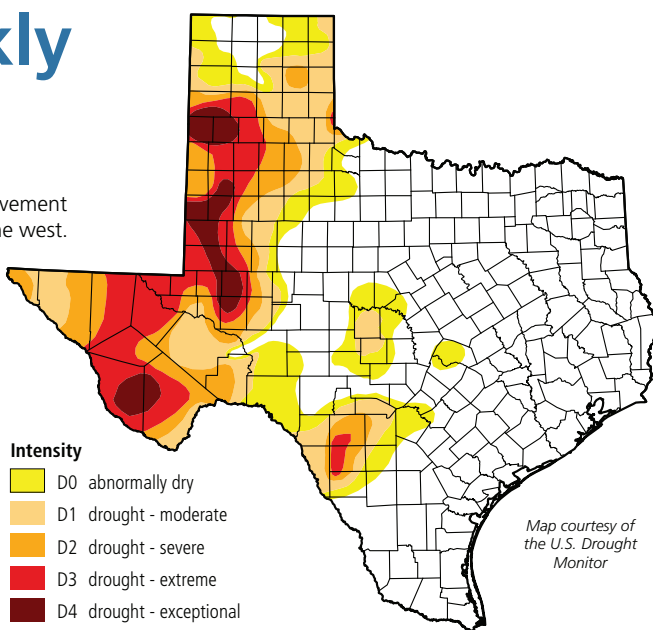 kly
vement
e west.
Intensity
D0 abnormally dry
D1 drought - moderate
D2 drought - severe
D3 drought - extreme
D4 drought - exceptional
Map courtesy of
the U.S. Drought
Monitor